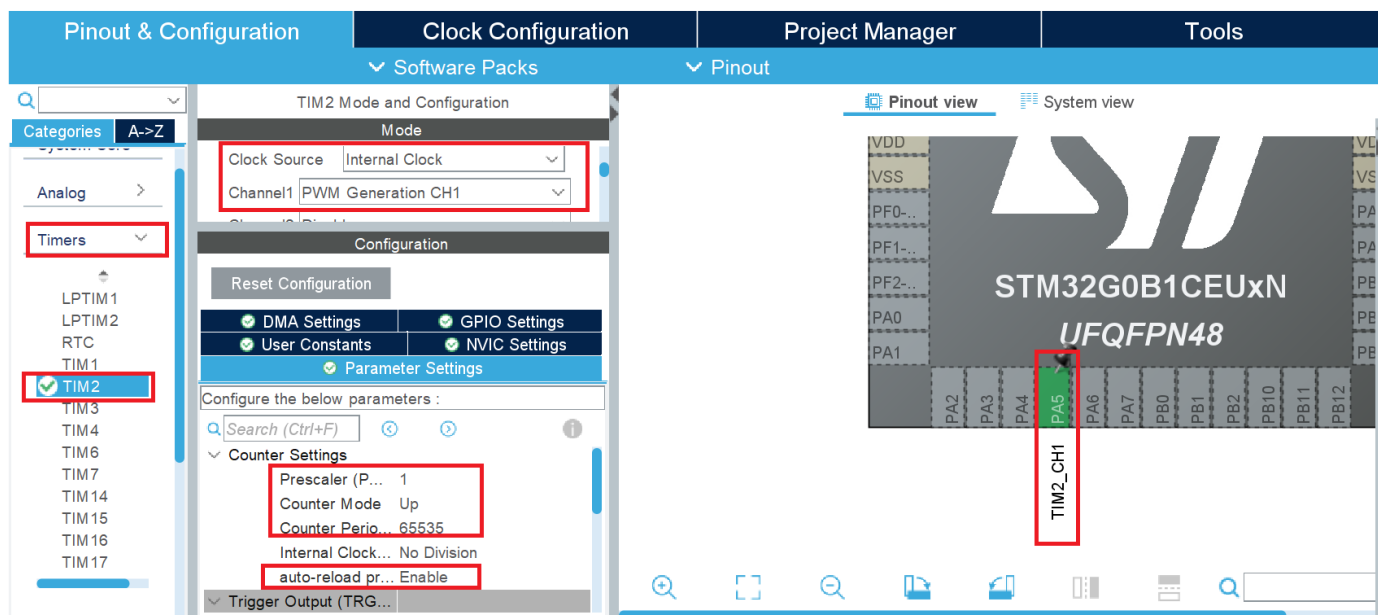 Pinout & Configuration
Clock Configuration
Project Manager
Tools
Software Packs
Pinout
Categories
A->Z
Analog
Timers
LPTIM1
LPTIM2
RTC
TIM1
TIM2
TIM3
TIM4
TIM6
TIM7
TIM14
TIM15
TIM16
TIM17
TIM2 Mode and Configuration
Mode
Clock Source Internal Clock
Channel1 PWM Generation CH1
Configuration
Reset Configuration
DMA Settings
GPIO Settings
User Constants
NVIC Settings
Parameter Settings
Configure the below parameters :
Search (Ctrl+F)
Counter Settings
Prescaler (P... 1
Counter Mode Up
Counter Perio... 65535
Internal Clock... No Division
auto-reload pr... Enable
Trigger Output (TRG...
Pinout view
System view
VDD
VSS
PF0-..
PF1-..
PF2-..
PA0
PA1
STM32G0B1CEUxN
UFQFPN48
PA2
PA3
PA4
PA5
PA6
PA7
PB0
PB1
PB2
PB10
PB11
PB12
TIM2_CH1